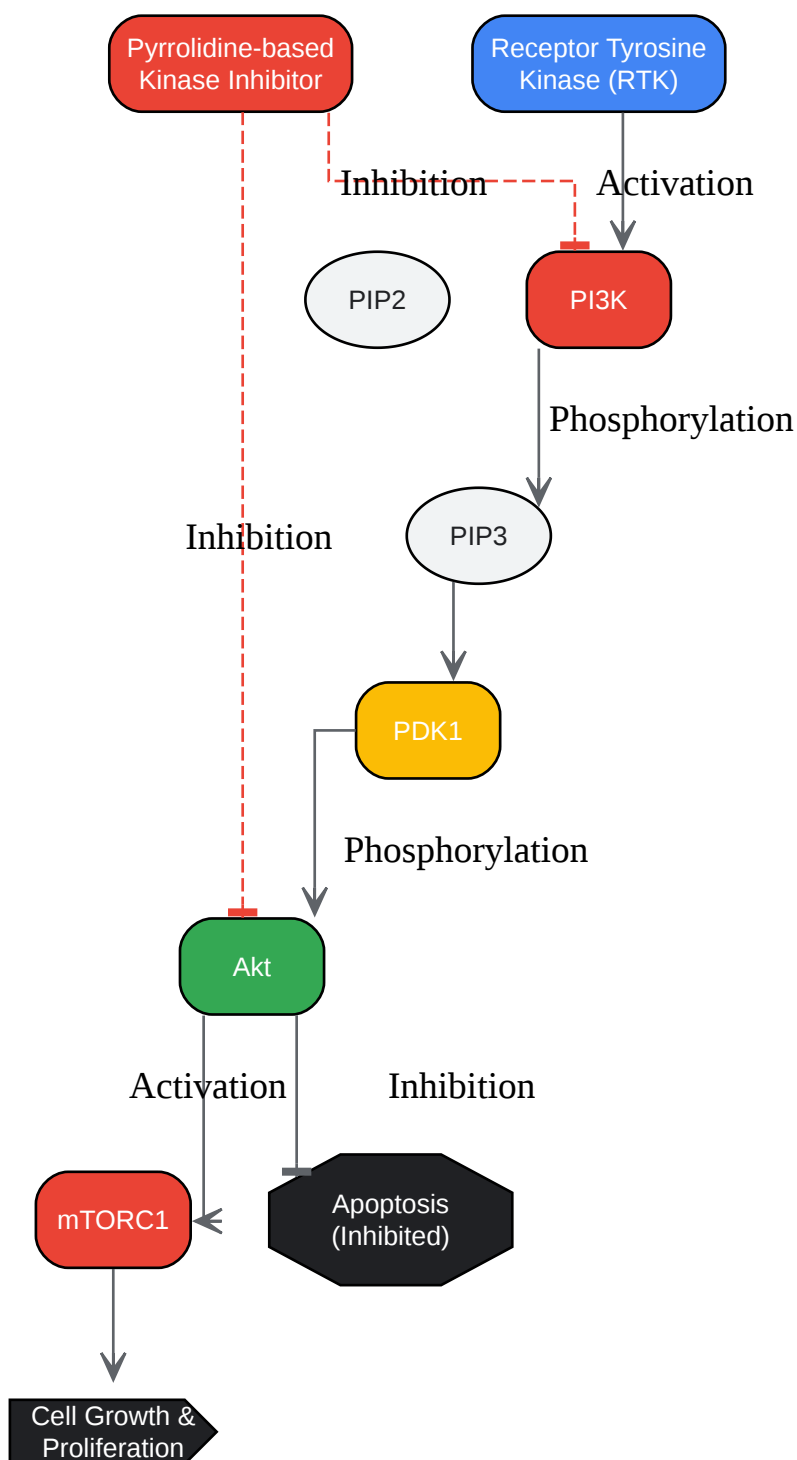 Pyrrolidine-based
Kinase Inhibitor
Receptor Tyrosine
Kinase (RTK)
Inhibition
Activation
PIP2
PI3K
Phosphorylation
PIP3
Inhibition
PDK1
Phosphorylation
Akt
Activation
Inhibition
mTORC1
Apoptosis
(Inhibited)
Cell Growth &
Proliferation